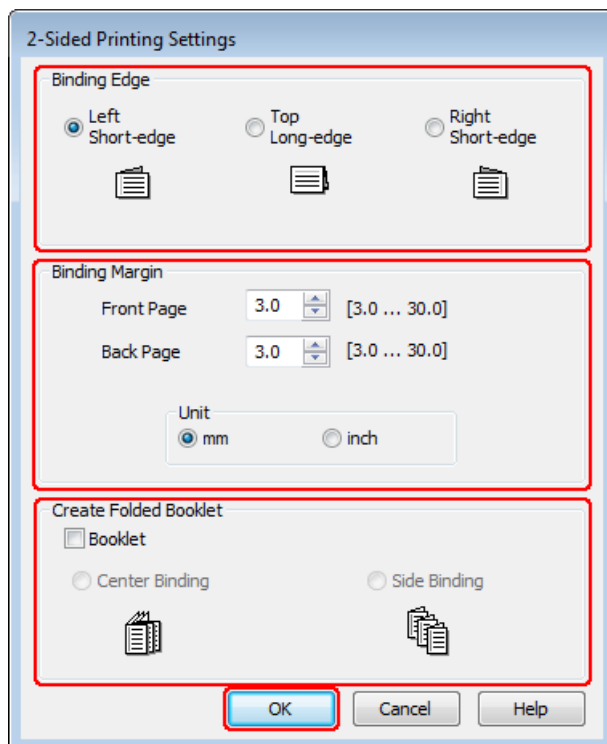 2-Sided Printing Settings
Binding Edge
Left
Short-edge
Top
Long-edge
Right
Short-edge
Binding Margin
Front Page 3.0 [3.0 ... 30.0]
Back Page 3.0 [3.0 ... 30.0]
Unit
mm inch
Create Folded Booklet
Booklet
Center Binding Side Binding
OK Cancel Help